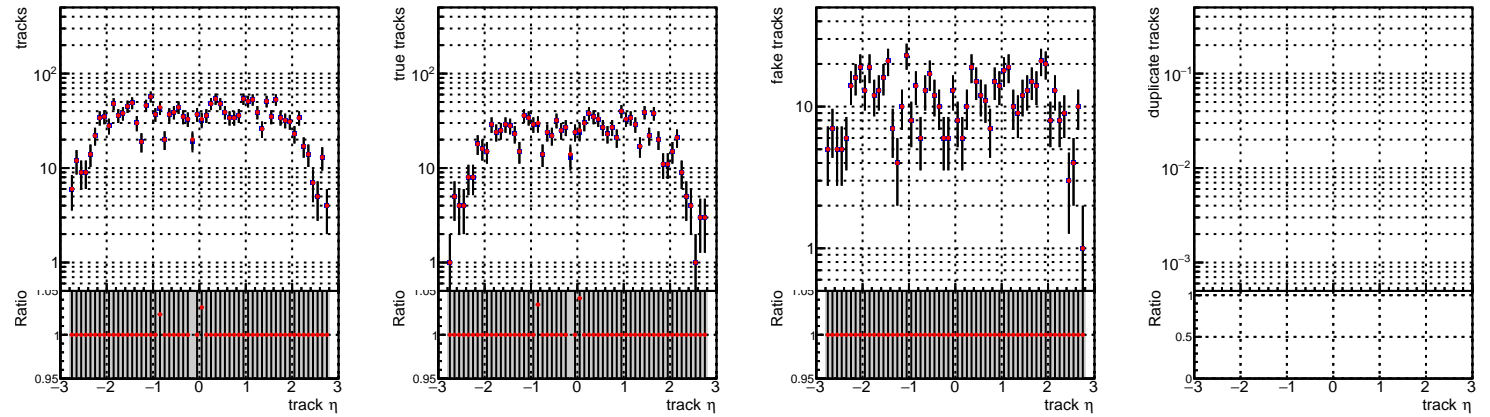 tracks
10²
10
1
Ratio
1.05
1
0.95
−3 −2 −1 0 1 2 3
track η
true tracks
10²
10
1
Ratio
1.05
1
0.95
−3 −2 −1 0 1 2 3
track η
fake tracks
10
1
Ratio
1.05
1
0.95
−3 −2 −1 0 1 2 3
track η
duplicate tracks
10⁻¹
10⁻²
10⁻³
Ratio
1
0.5
0
−3 −2 −1 0 1 2 3
track η